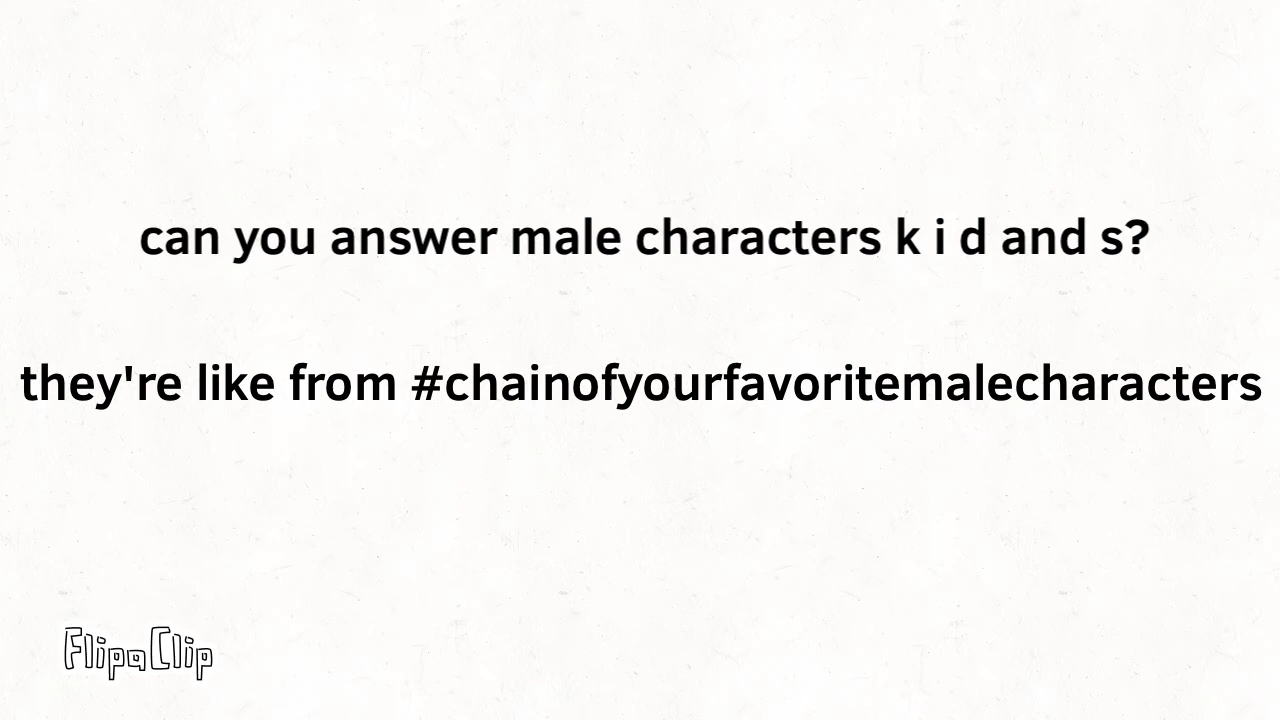 can you answer male characters k i d and s?
they're like from #chainofyourfavoritemalecharacters
FlipaClip